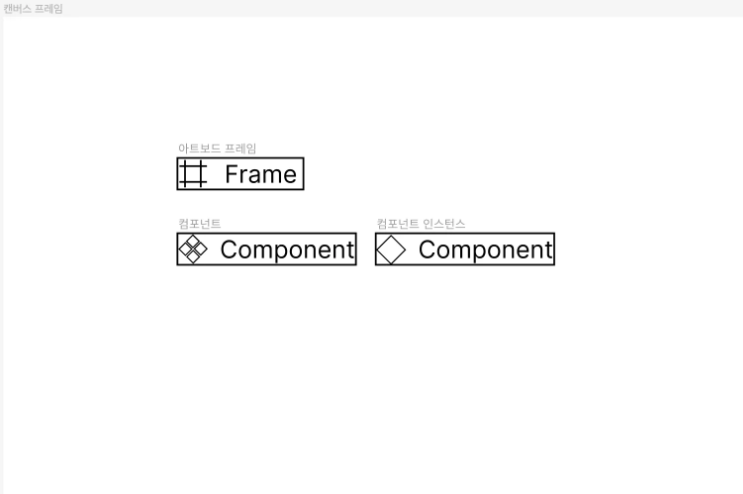 캔버스 프레임
아트보드 프레임
Frame
컴포넌트
컴포넌트 인스턴스
Component
Component